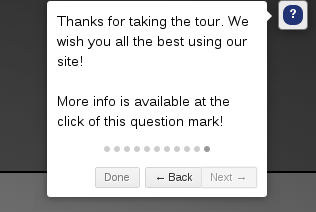 Thanks for taking the tour. We
wish you all the best using our
site!
More info is available at the
click of this question mark!
Done
← Back
Next →
?